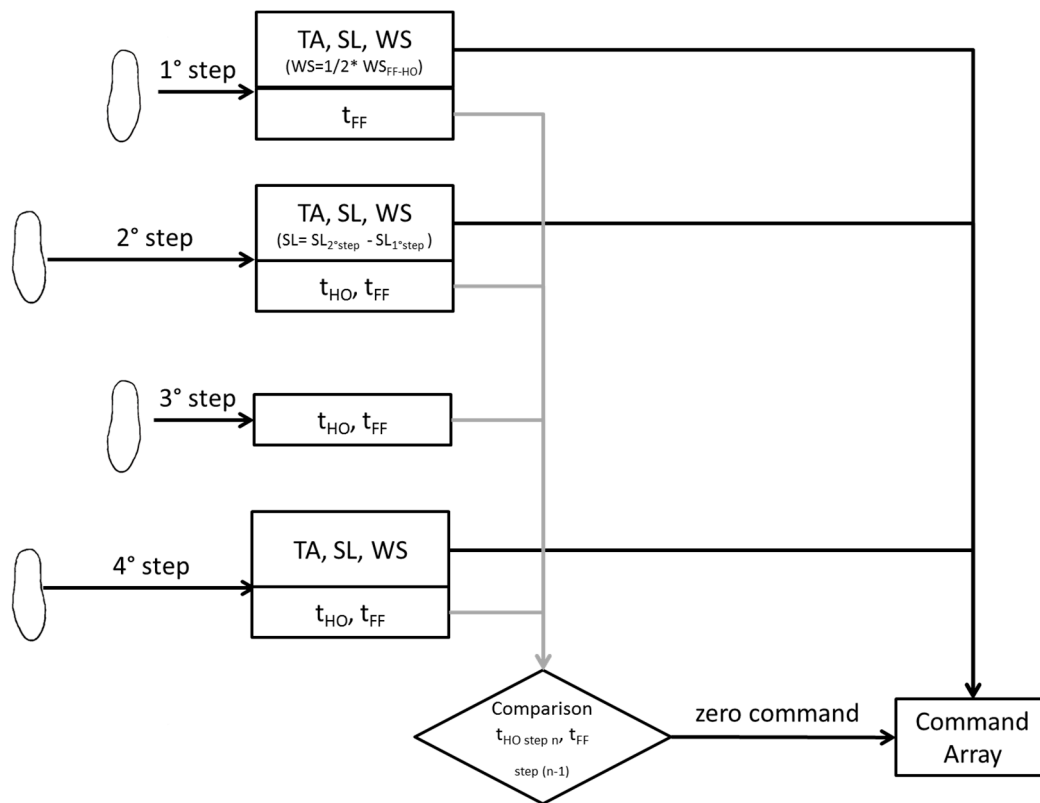 1° step
TA, SL, WS
(WS=1/2* WS_FF-HO)
t_FF
2° step
TA, SL, WS
(SL= SL_2°step - SL_1°step )
t_HO, t_FF
3° step
t_HO, t_FF
4° step
TA, SL, WS
t_HO, t_FF
Comparison
t_HO step n, t_FF
step (n-1)
zero command
Command
Array